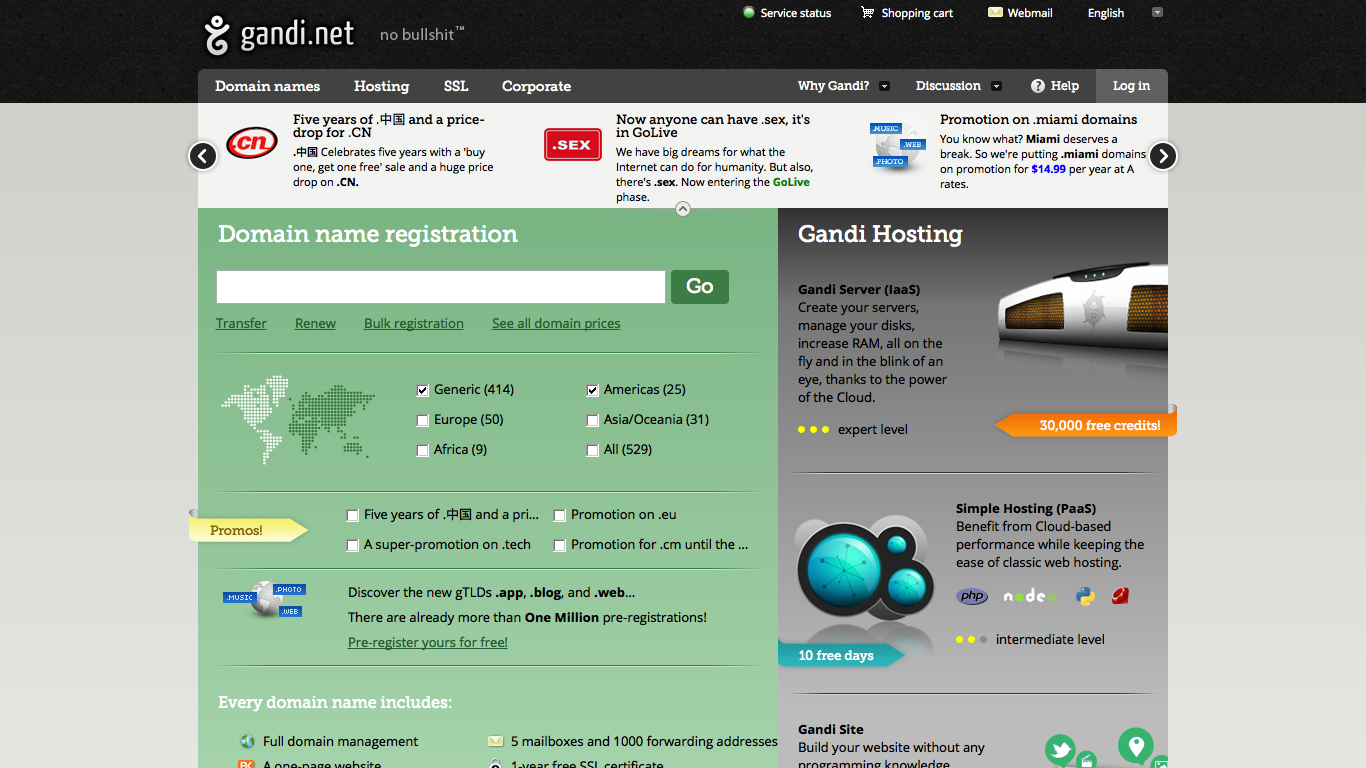 Service status
Shopping cart
Webmail
English
gandi.net
no bullshit™
Domain names
Hosting
SSL
Corporate
Why Gandi?
Discussion
Help
Log in
.cn
Five years of .中国 and a price-
drop for .CN
.中国 Celebrates five years with a 'buy
one, get one free' sale and a huge price
drop on .CN.
.SEX
Now anyone can have .sex, it's
in GoLive
We have big dreams for what the
Internet can do for humanity. But also,
there's .sex. Now entering the GoLive
phase.
.MUSIC
.WEB
.PHOTO
Promotion on .miami domains
You know what? Miami deserves a
break. So we're putting .miami domains
on promotion for $14.99 per year at A
rates.
Domain name registration
Go
Transfer
Renew
Bulk registration
See all domain prices
Generic (414)
Americas (25)
Europe (50)
Asia/Oceania (31)
Africa (9)
All (529)
Promos!
Five years of .中国 and a pri...
Promotion on .eu
A super-promotion on .tech
Promotion for .cm until the ...
.PHOTO
.MUSIC
.WEB
Discover the new gTLDs .app, .blog, and .web...
There are already more than One Million pre-registrations!
Pre-register yours for free!
Every domain name includes:
Full domain management
5 mailboxes and 1000 forwarding addresses
A one-page website
1-year free SSL certificate
Gandi Hosting
Gandi Server (IaaS)
Create your servers,
manage your disks,
increase RAM, all on the
fly and in the blink of an
eye, thanks to the power
of the Cloud.
expert level
30,000 free credits!
Simple Hosting (PaaS)
Benefit from Cloud-based
performance while keeping the
ease of classic web hosting.
php
node
intermediate level
10 free days
Gandi Site
Build your website without any
programming knowledge